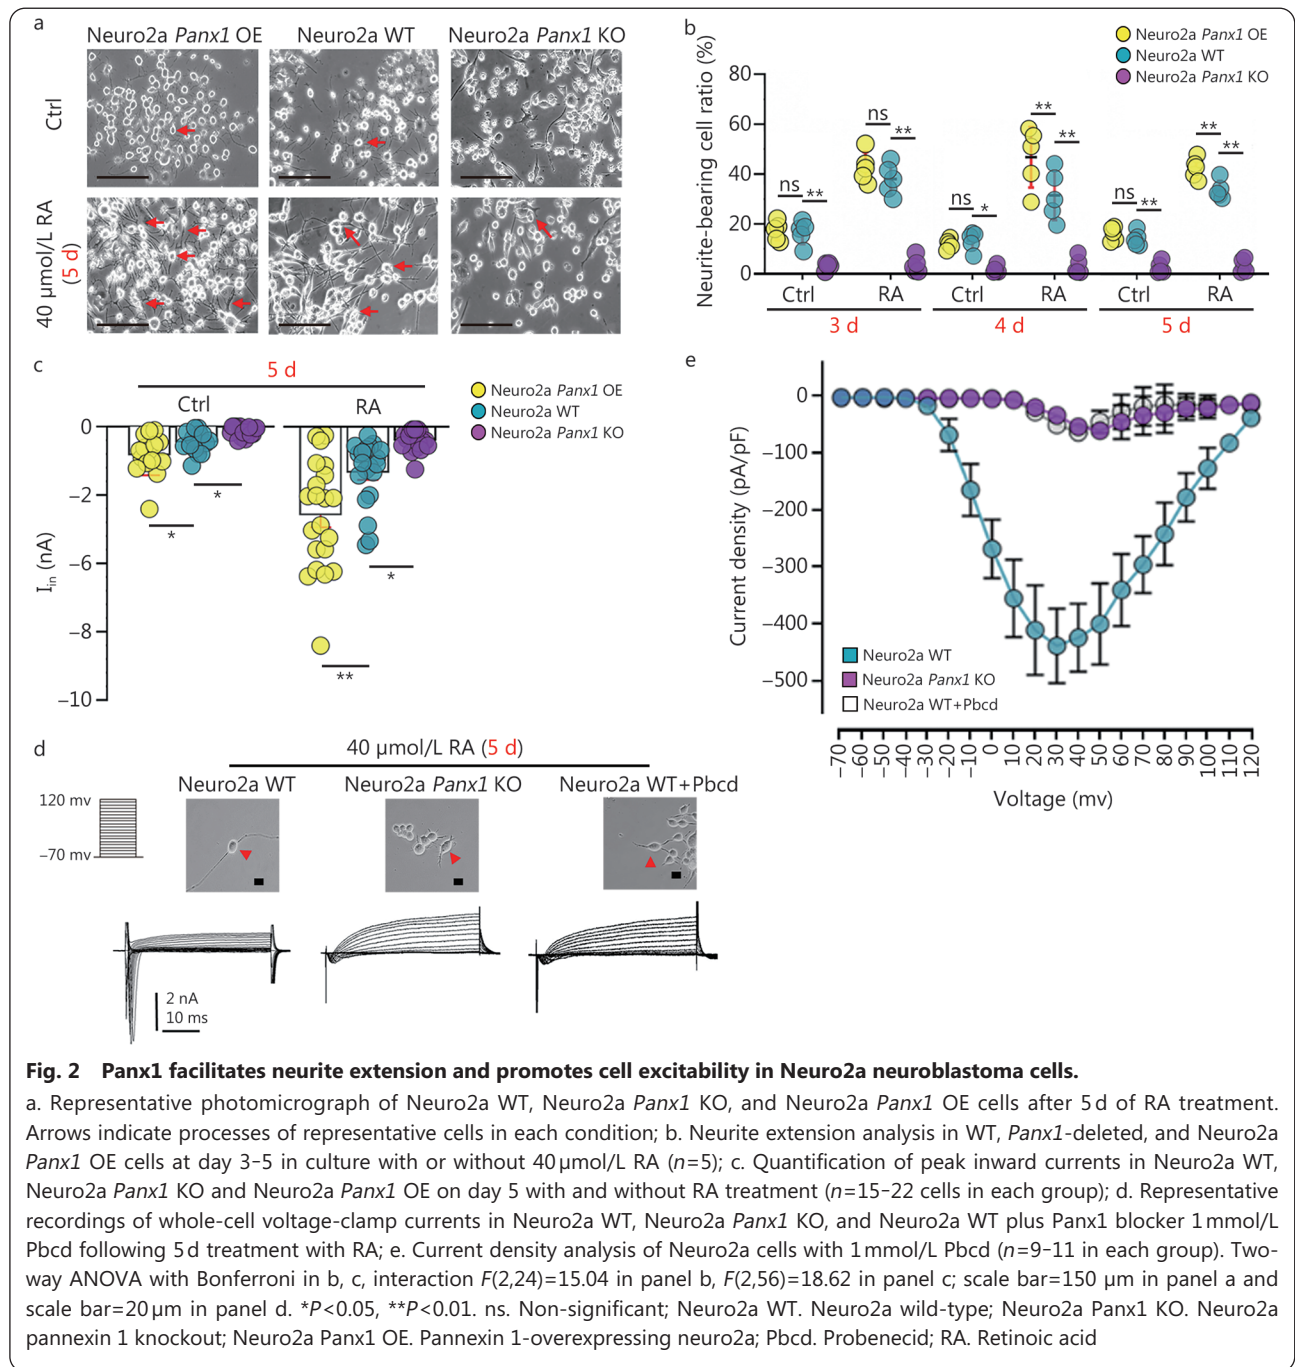 a
Neuro2a Panx1 OE
Neuro2a WT
Neuro2a Panx1 KO
Ctrl
40 μmol/L RA
(5 d)
b
Neuro2a Panx1 OE
Neuro2a WT
Neuro2a Panx1 KO
Neurite-bearing cell ratio (%)
80
60
40
20
0
ns
**
ns
**
ns
*
**
**
ns
**
**
**
Ctrl
RA
Ctrl
RA
Ctrl
RA
3 d
4 d
5 d
c
5 d
Ctrl
RA
Neuro2a Panx1 OE
Neuro2a WT
Neuro2a Panx1 KO
I_in (nA)
0
−2
−4
−6
−8
−10
*
*
**
*
d
40 μmol/L RA (5 d)
Neuro2a WT
Neuro2a Panx1 KO
Neuro2a WT+Pbcd
120 mv
−70 mv
2 nA
10 ms
e
Current density (pA/pF)
0
−100
−200
−300
−400
−500
Neuro2a WT
Neuro2a Panx1 KO
Neuro2a WT+Pbcd
−70
−60
−50
−40
−30
−20
−10
0
10
20
30
40
50
60
70
80
90
100
110
120
Voltage (mv)
Fig. 2 Panx1 facilitates neurite extension and promotes cell excitability in Neuro2a neuroblastoma cells.
a. Representative photomicrograph of Neuro2a WT, Neuro2a Panx1 KO, and Neuro2a Panx1 OE cells after 5 d of RA treatment.
Arrows indicate processes of representative cells in each condition; b. Neurite extension analysis in WT, Panx1-deleted, and Neuro2a
Panx1 OE cells at day 3–5 in culture with or without 40 μmol/L RA (n=5); c. Quantification of peak inward currents in Neuro2a WT,
Neuro2a Panx1 KO and Neuro2a Panx1 OE on day 5 with and without RA treatment (n=15–22 cells in each group); d. Representative
recordings of whole-cell voltage-clamp currents in Neuro2a WT, Neuro2a Panx1 KO, and Neuro2a WT plus Panx1 blocker 1 mmol/L
Pbcd following 5 d treatment with RA; e. Current density analysis of Neuro2a cells with 1 mmol/L Pbcd (n=9–11 in each group). Two-
way ANOVA with Bonferroni in b, c, interaction F(2,24)=15.04 in panel b, F(2,56)=18.62 in panel c; scale bar=150 μm in panel a and
scale bar=20 μm in panel d. *P<0.05, **P<0.01. ns. Non-significant; Neuro2a WT. Neuro2a wild-type; Neuro2a Panx1 KO. Neuro2a
pannexin 1 knockout; Neuro2a Panx1 OE. Pannexin 1-overexpressing neuro2a; Pbcd. Probenecid; RA. Retinoic acid